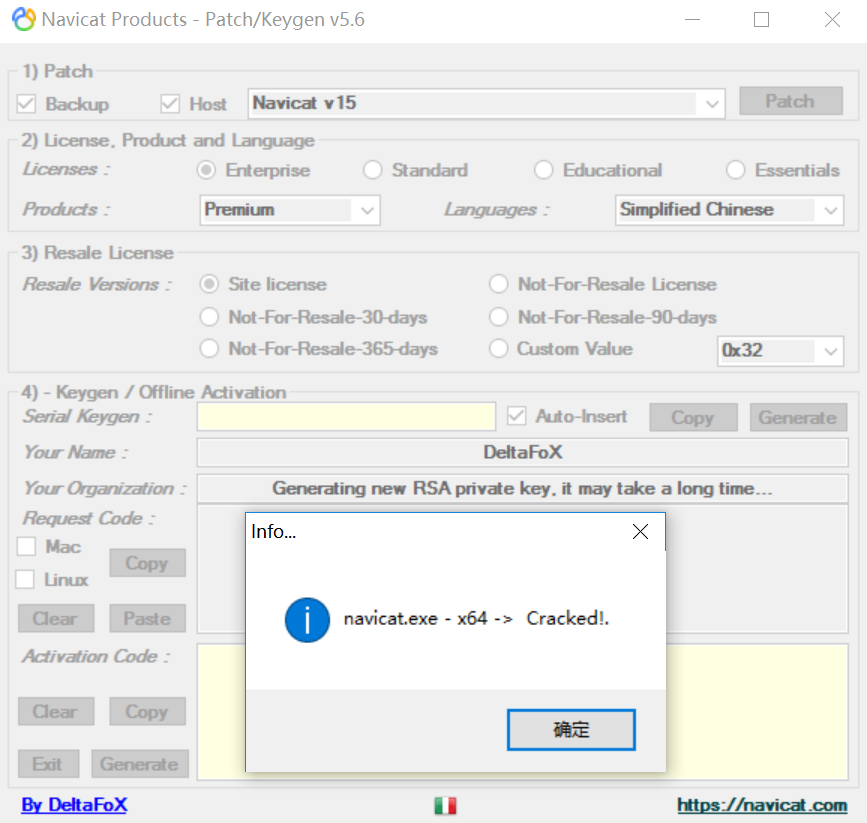 Navicat Products - Patch/Keygen v5.6
1) Patch
Backup Host Navicat v15 Patch
2) License, Product and Language
Licenses : Enterprise Standard Educational Essentials
Products : Premium Languages : Simplified Chinese
3) Resale License
Resale Versions : Site license Not-For-Resale License
Not-For-Resale-30-days Not-For-Resale-90-days
Not-For-Resale-365-days Custom Value 0x32
4) - Keygen / Offline Activation
Serial Keygen : Auto-Insert Copy Generate
Your Name : DeltaFoX
Your Organization : Generating new RSA private key, it may take a long time...
Request Code :
Info...
Mac
Copy
Linux
Clear Paste
navicat.exe - x64 -> Cracked!.
Activation Code :
Clear Copy
确定
Exit Generate
By DeltaFoX https://navicat.com